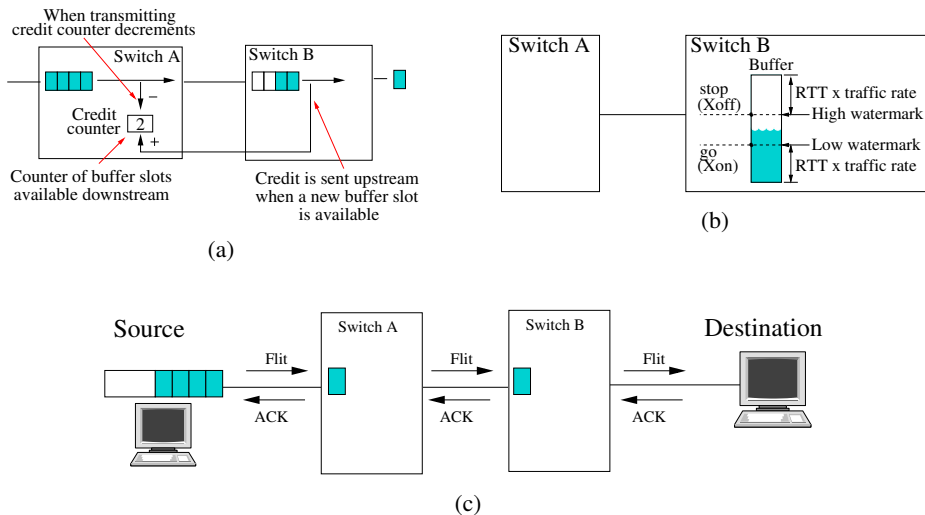 When transmitting
credit counter decrements
Switch A
Switch B
−
Credit
counter
2
+
Counter of buffer slots
available downstream
Credit is sent upstream
when a new buffer slot
is available
(a)
Switch A
Switch B
Buffer
stop
(Xoff)
RTT x traffic rate
High watermark
Low watermark
go
(Xon)
RTT x traffic rate
(b)
Source
Switch A
Switch B
Destination
Flit
Flit
Flit
ACK
ACK
ACK
(c)